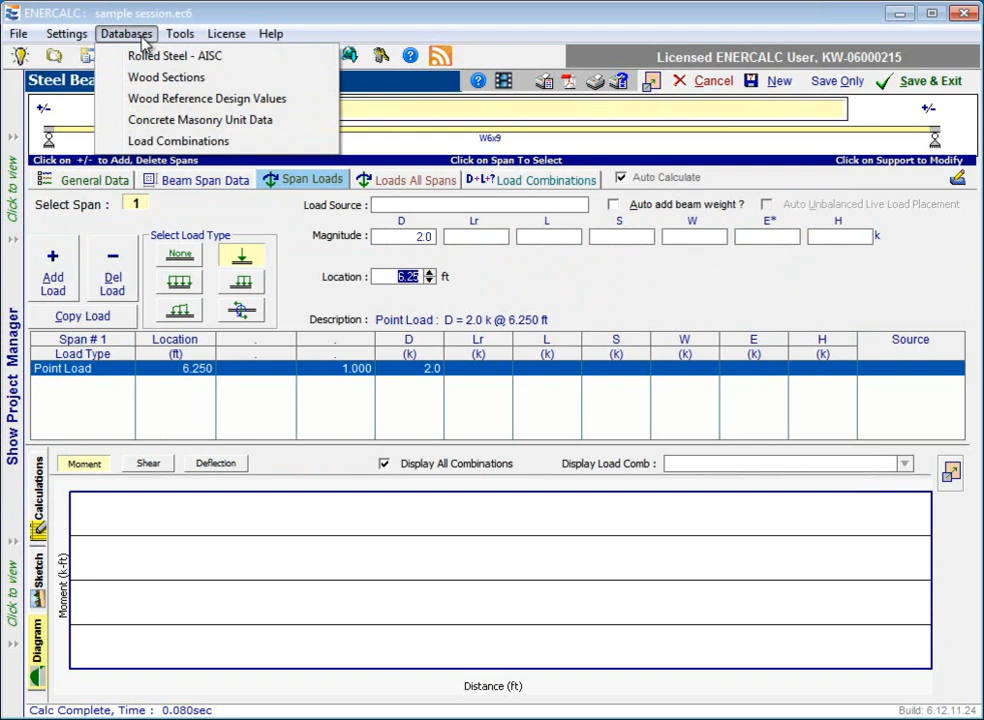 ENERCALC: sample session.ec6
File Settings Databases Tools License Help
Licensed ENERCALC User, KW-06000215
Rolled Steel - AISC
Wood Sections
Wood Reference Design Values
Concrete Masonry Unit Data
Load Combinations
Steel Bea
Cancel New Save Only Save & Exit
+/- +/-
W6x9
Click on +/- to Add, Delete Spans Click on Span To Select Click on Support to Modify
General Data Beam Span Data Span Loads Loads All Spans D+L+? Load Combinations Auto Calculate
Select Span : 1 Load Source : Auto add beam weight ? Auto Unbalanced Live Load Placement
D Lr L S W E* H
Select Load Type Magnitude : 2.0 k
+ Add Load
- Del Load
None
Location : 6.25 ft
Copy Load
Description : Point Load : D = 2.0 k @ 6.250 ft
Span # 1 Location . . D Lr L S W E H Source
Load Type (ft) . . (k) (k) (k) (k) (k) (k) (k)
Point Load 6.250 1.000 2.0
Moment Shear Deflection Display All Combinations Display Load Comb :
Click to view
Show Project Manager
Click to view
Calculations
Sketch
Diagram
Moment (k-ft)
Distance (ft)
Calc Complete, Time : 0.080sec Build: 6.12.11.24